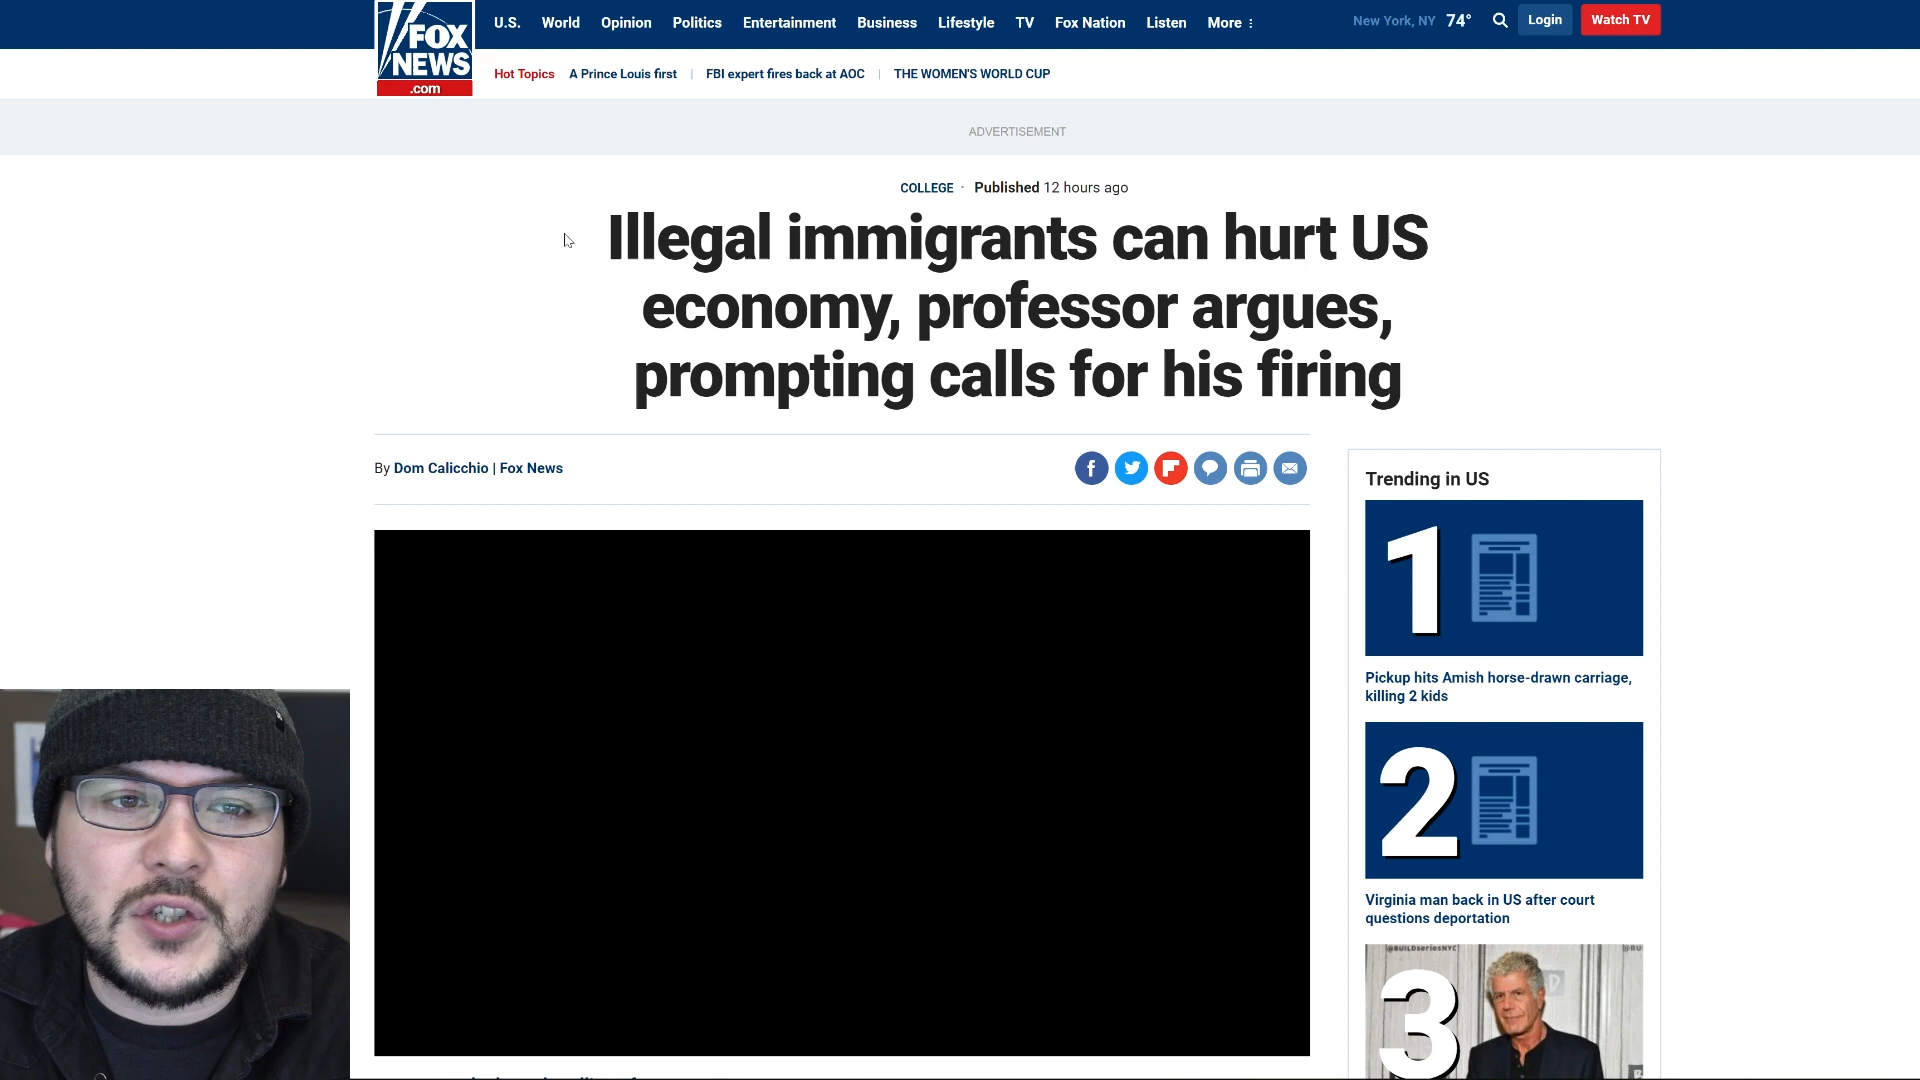 FOX
NEWS
.com
U.S. World Opinion Politics Entertainment Business Lifestyle TV Fox Nation Listen More
New York, NY 74° Login Watch TV
Hot Topics A Prince Louis first | FBI expert fires back at AOC | THE WOMEN'S WORLD CUP
ADVERTISEMENT
COLLEGE · Published 12 hours ago
Illegal immigrants can hurt US
economy, professor argues,
prompting calls for his firing
By Dom Calicchio | Fox News
Trending in US
1
Pickup hits Amish horse-drawn carriage,
killing 2 kids
2
Virginia man back in US after court
questions deportation
@BUILDseriesNYC
3